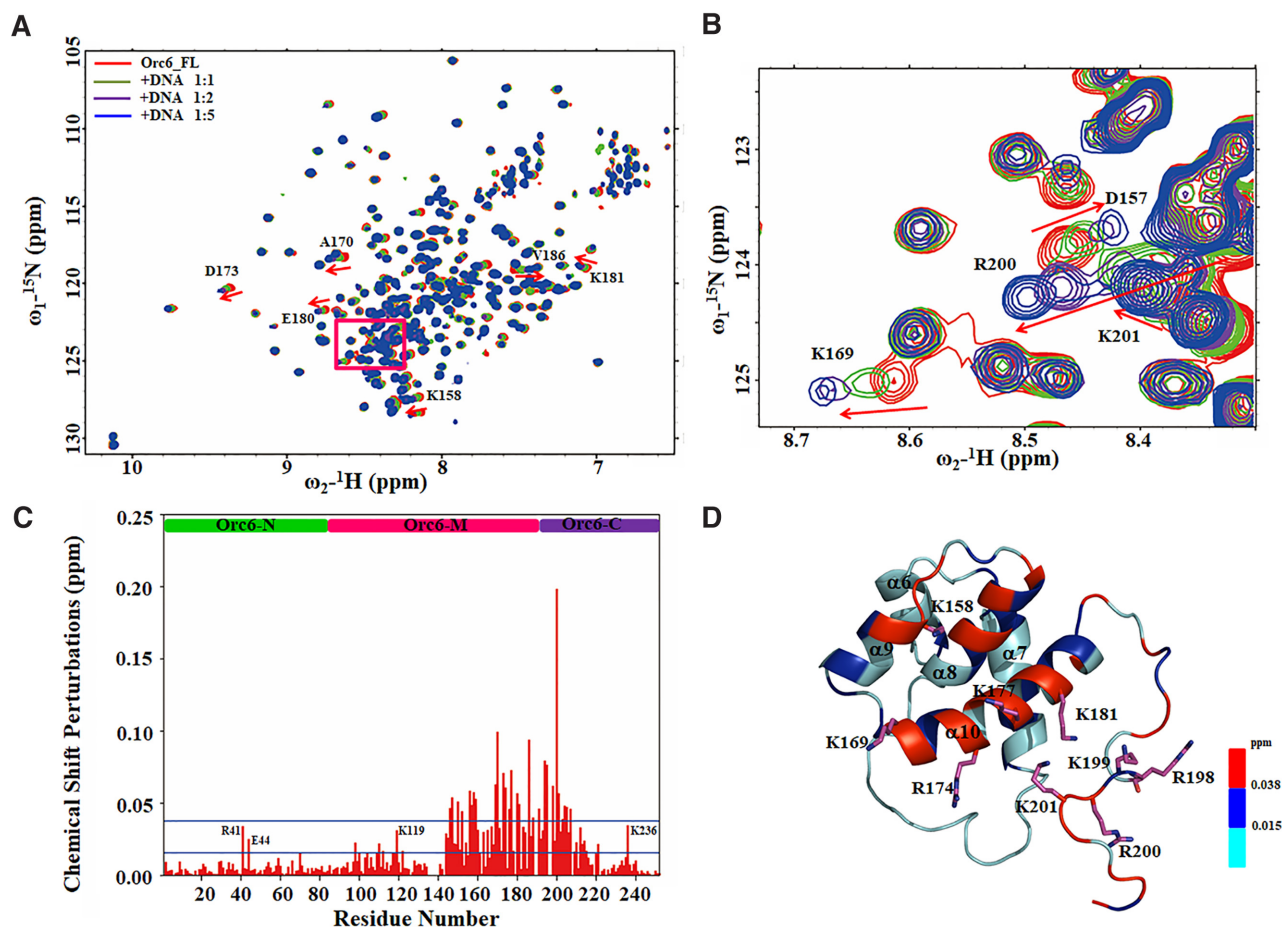 A
105
110
115
120
125
130
ω1-15N (ppm)
Orc6_FL
+DNA 1:1
+DNA 1:2
+DNA 1:5
A170
D173
E180
V186
K181
K158
10
9
8
7
ω2-1H (ppm)
B
123
124
125
ω1-15N (ppm)
D157
R200
K201
K169
8.7
8.6
8.5
8.4
ω2-1H (ppm)
C
Orc6-N
Orc6-M
Orc6-C
Chemical Shift Perturbations (ppm)
0.25
0.20
0.15
0.10
0.05
0.00
R41
E44
K119
K236
20 40 60 80 100 120 140 160 180 200 220 240
Residue Number
D
α6
K158
α9
α7
α8
K177
K169
α10
K181
K199
R198
R174
K201
R200
ppm
0.038
0.015